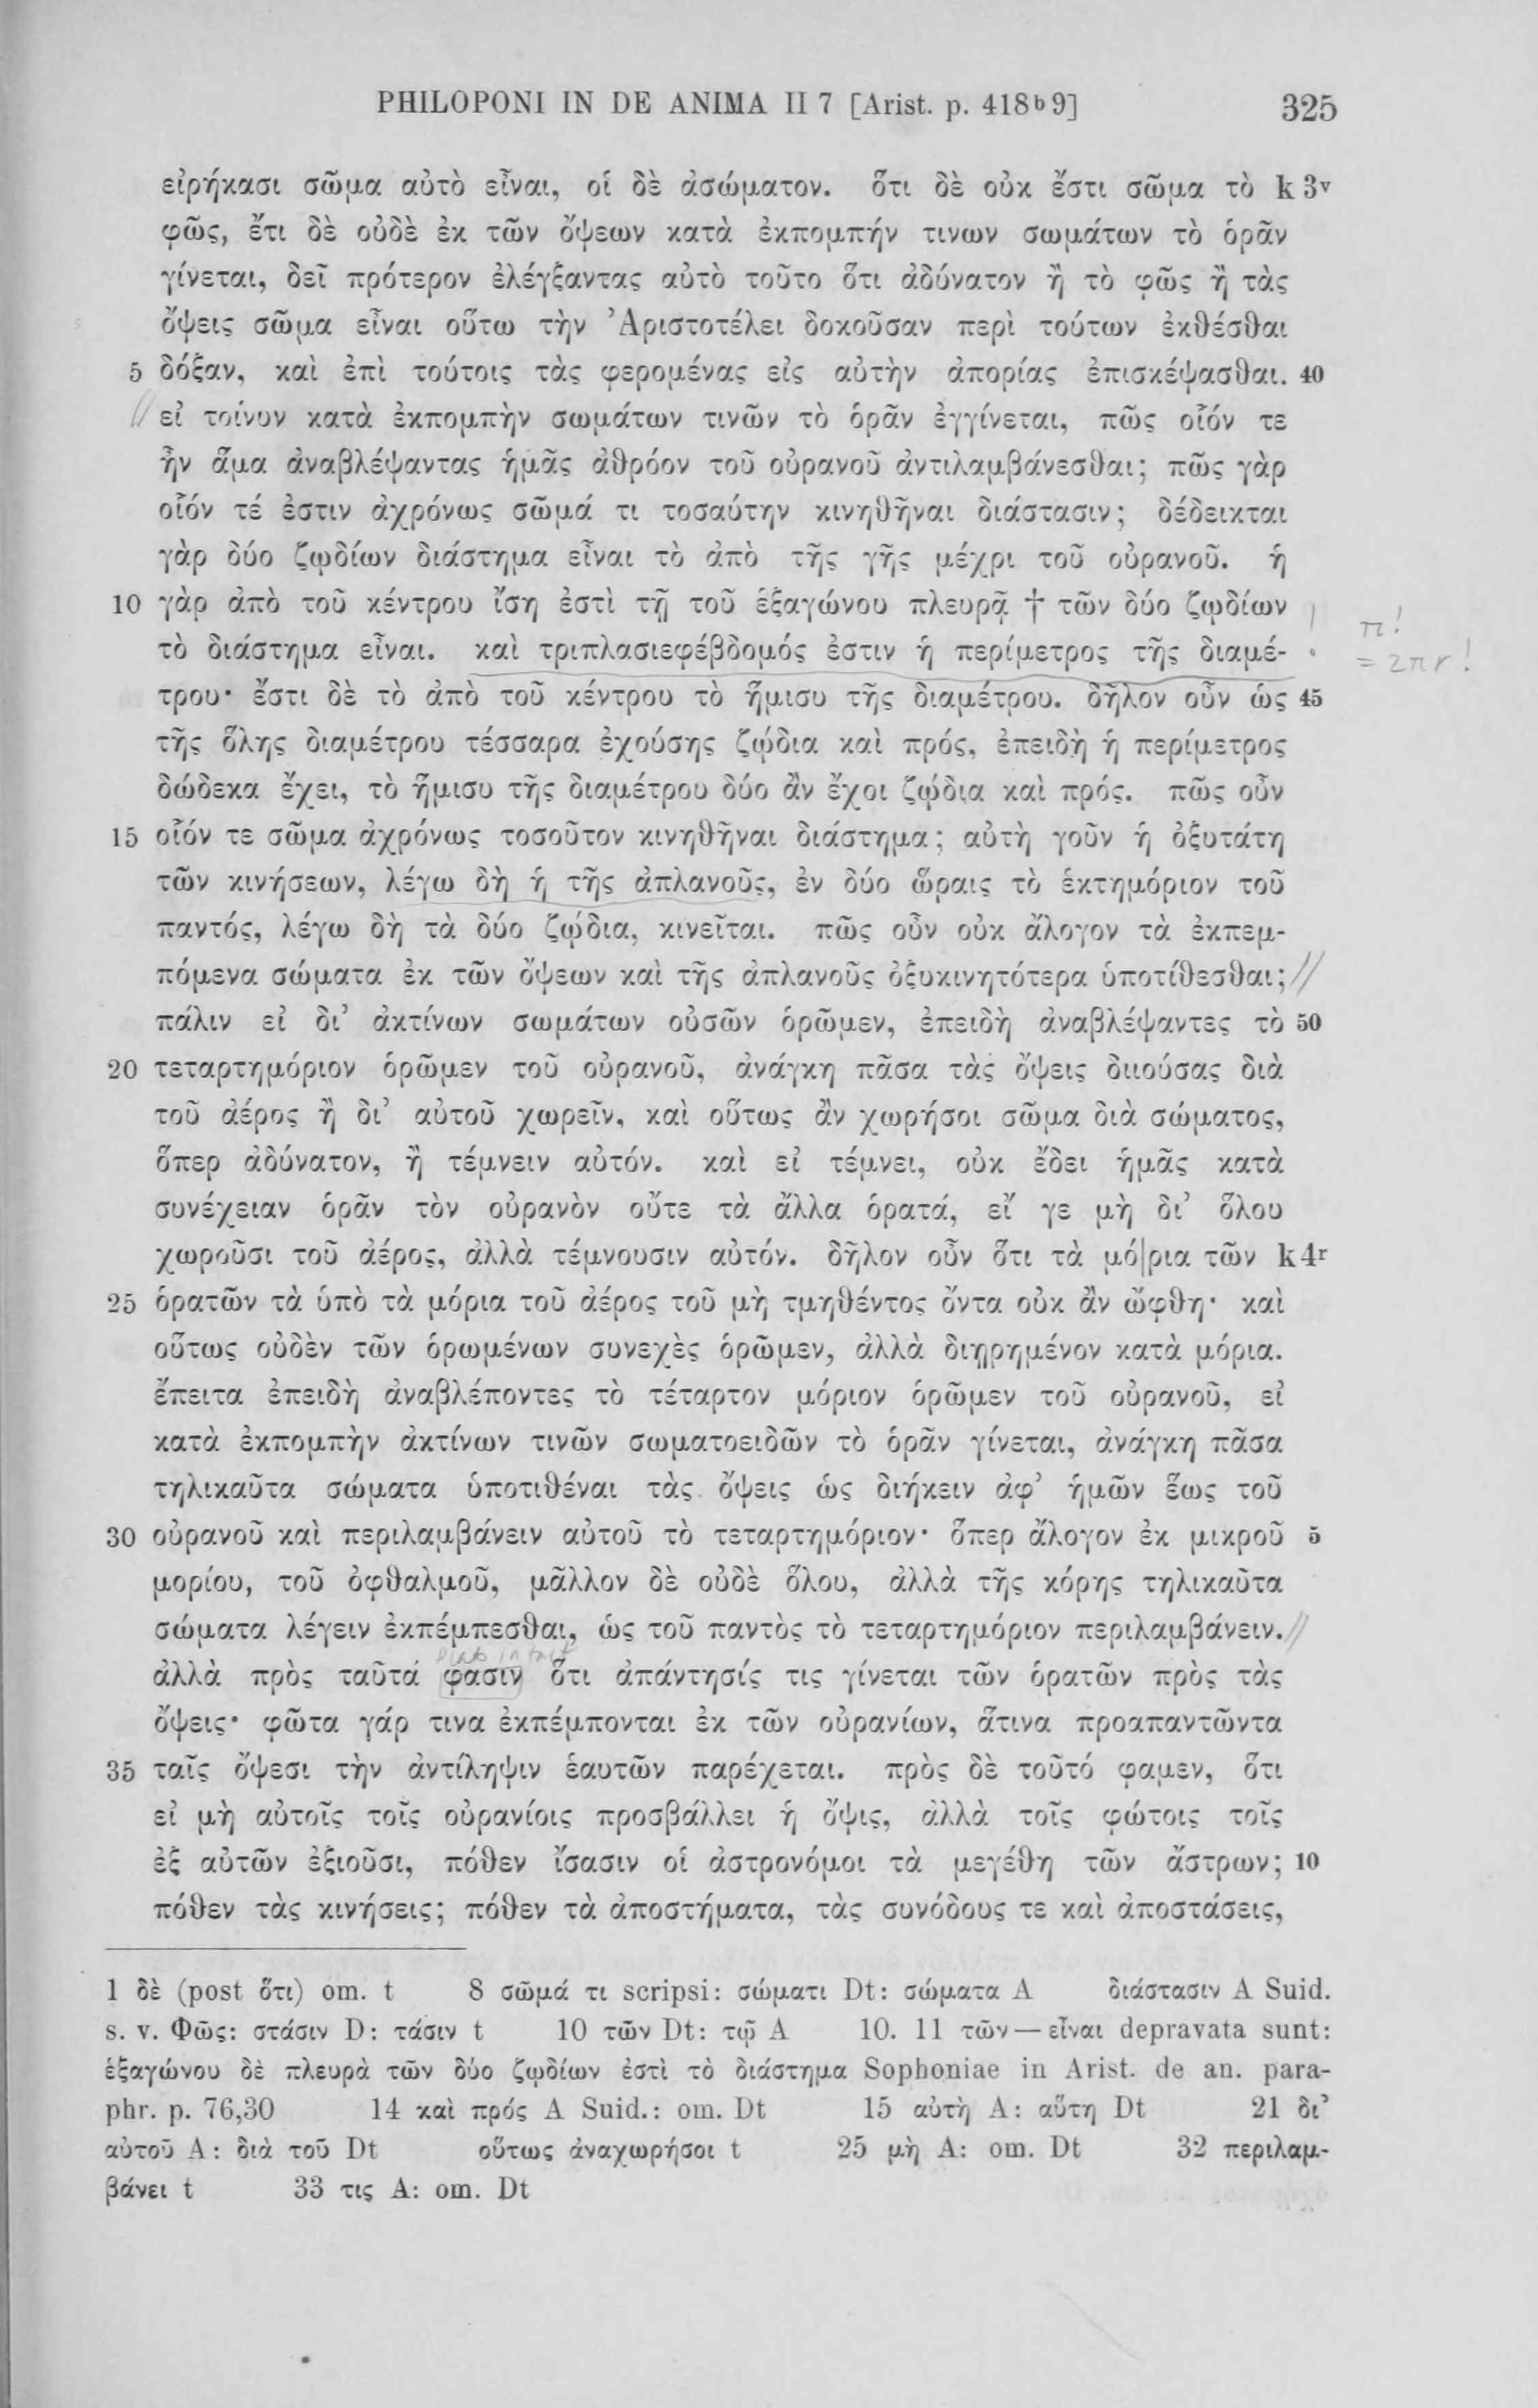 PHILOPONI IN DE ANIMA II 7 [Arist. p. 418b 9] 325
εἰρήκασι σῶμα αὐτὸ εἶναι, οἱ δὲ ἀσώματον. ὅτι δὲ οὐκ ἔστι σῶμα τὸ k 3v
φῶς, ἔτι δὲ οὐδὲ ἐκ τῶν ὄψεων κατὰ ἐκπομπήν τινων σωμάτων τὸ ὁρᾶν
γίνεται, δεῖ πρότερον ἐλέγξαντας αὐτὸ τοῦτο ὅτι ἀδύνατον ἢ τὸ φῶς ἢ τὰς
ὄψεις σῶμα εἶναι οὕτω τὴν Ἀριστοτέλει δοκοῦσαν περὶ τούτων ἐκθέσθαι
5 δόξαν, καὶ ἐπὶ τούτοις τὰς φερομένας εἰς αὐτὴν ἀπορίας ἐπισκέψασθαι. 40
// εἰ τοίνυν κατὰ ἐκπομπὴν σωμάτων τινῶν τὸ ὁρᾶν ἐγγίνεται, πῶς οἷόν τε
ἦν ἅμα ἀναβλέψαντας ἡμᾶς ἀθρόον τοῦ οὐρανοῦ ἀντιλαμβάνεσθαι; πῶς γὰρ
οἷόν τέ ἐστιν ἀχρόνως σῶμά τι τοσαύτην κινηθῆναι διάστασιν; δέδεικται
γὰρ δύο ζῳδίων διάστημα εἶναι τὸ ἀπὸ τῆς γῆς μέχρι τοῦ οὐρανοῦ. ἡ
10 γὰρ ἀπὸ τοῦ κέντρου ἴση ἐστὶ τῇ τοῦ ἑξαγώνου πλευρᾷ † τῶν δύο ζῳδίων π!
τὸ διάστημα εἶναι. καὶ τριπλασιεφέβδομός ἐστιν ἡ περίμετρος τῆς διαμέ- = 2πr!
τρου· ἔστι δὲ τὸ ἀπὸ τοῦ κέντρου τὸ ἥμισυ τῆς διαμέτρου. δῆλον οὖν ὡς 45
τῆς ὅλης διαμέτρου τέσσαρα ἐχούσης ζῴδια καὶ πρός, ἐπειδὴ ἡ περίμετρος
δώδεκα ἔχει, τὸ ἥμισυ τῆς διαμέτρου δύο ἂν ἔχοι ζῴδια καὶ πρός. πῶς οὖν
15 οἷόν τε σῶμα ἀχρόνως τοσοῦτον κινηθῆναι διάστημα; αὐτὴ γοῦν ἡ ὀξυτάτη
τῶν κινήσεων, λέγω δὴ ἡ τῆς ἀπλανοῦς, ἐν δύο ὥραις τὸ ἑκτημόριον τοῦ
παντός, λέγω δὴ τὰ δύο ζῴδια, κινεῖται. πῶς οὖν οὐκ ἄλογον τὰ ἐκπεμ-
πόμενα σώματα ἐκ τῶν ὄψεων καὶ τῆς ἀπλανοῦς ὀξυκινητότερα ὑποτίθεσθαι; //
πάλιν εἰ δι' ἀκτίνων σωμάτων οὐσῶν ὁρῶμεν, ἐπειδὴ ἀναβλέψαντες τὸ 50
20 τεταρτημόριον ὁρῶμεν τοῦ οὐρανοῦ, ἀνάγκη πᾶσα τὰς ὄψεις διιούσας διὰ
τοῦ ἀέρος ἢ δι' αὐτοῦ χωρεῖν, καὶ οὕτως ἂν χωρήσοι σῶμα διὰ σώματος,
ὅπερ ἀδύνατον, ἢ τέμνειν αὐτόν. καὶ εἰ τέμνει, οὐκ ἔδει ἡμᾶς κατὰ
συνέχειαν ὁρᾶν τὸν οὐρανὸν οὔτε τὰ ἄλλα ὁρατά, εἴ γε μὴ δι' ὅλου
χωροῦσι τοῦ ἀέρος, ἀλλὰ τέμνουσιν αὐτόν. δῆλον οὖν ὅτι τὰ μό|ρια τῶν k 4r
25 ὁρατῶν τὰ ὑπὸ τὰ μόρια τοῦ ἀέρος τοῦ μὴ τμηθέντος ὄντα οὐκ ἂν ὤφθη· καὶ
οὕτως οὐδὲν τῶν ὁρωμένων συνεχὲς ὁρῶμεν, ἀλλὰ διῃρημένον κατὰ μόρια.
ἔπειτα ἐπειδὴ ἀναβλέποντες τὸ τέταρτον μόριον ὁρῶμεν τοῦ οὐρανοῦ, εἰ
κατὰ ἐκπομπὴν ἀκτίνων τινῶν σωματοειδῶν τὸ ὁρᾶν γίνεται, ἀνάγκη πᾶσα
τηλικαῦτα σώματα ὑποτιθέναι τὰς ὄψεις ὡς διήκειν ἀφ' ἡμῶν ἕως τοῦ
30 οὐρανοῦ καὶ περιλαμβάνειν αὐτοῦ τὸ τεταρτημόριον· ὅπερ ἄλογον ἐκ μικροῦ 5
μορίου, τοῦ ὀφθαλμοῦ, μᾶλλον δὲ οὐδὲ ὅλου, ἀλλὰ τῆς κόρης τηλικαῦτα
σώματα λέγειν ἐκπέμπεσθαι, ὡς τοῦ παντὸς τὸ τεταρτημόριον περιλαμβάνειν. //
ἀλλὰ πρὸς ταῦτά φασιν ὅτι ἀπάντησίς τις γίνεται τῶν ὁρατῶν πρὸς τὰς
ὄψεις· φῶτα γάρ τινα ἐκπέμπονται ἐκ τῶν οὐρανίων, ἅτινα προαπαντῶντα
35 ταῖς ὄψεσι τὴν ἀντίληψιν ἑαυτῶν παρέχεται. πρὸς δὲ τοῦτό φαμεν, ὅτι
εἰ μὴ αὐτοῖς τοῖς οὐρανίοις προσβάλλει ἡ ὄψις, ἀλλὰ τοῖς φώτοις τοῖς
ἐξ αὐτῶν ἐξιοῦσι, πόθεν ἴσασιν οἱ ἀστρονόμοι τὰ μεγέθη τῶν ἄστρων; 10
πόθεν τὰς κινήσεις; πόθεν τὰ ἀποστήματα, τὰς συνόδους τε καὶ ἀποστάσεις,
1 δὲ (post ὅτι) om. t 8 σῶμά τι scripsi: σώματι Dt: σώματα A διάστασιν A Suid.
s. v. Φῶς: στάσιν D: τάσιν t 10 τῶν Dt: τῷ A 10. 11 τῶν — εἶναι depravata sunt:
ἑξαγώνου δὲ πλευρὰ τῶν δύο ζῳδίων ἐστὶ τὸ διάστημα Sophoniae in Arist. de an. para-
phr. p. 76,30 14 καὶ πρός A Suid.: om. Dt 15 αὐτὴ A: αὕτη Dt 21 δι'
αὐτοῦ A: διὰ τοῦ Dt οὕτως ἀναχωρήσοι t 25 μὴ A: om. Dt 32 περιλαμ-
βάνει t 33 τις A: om. Dt